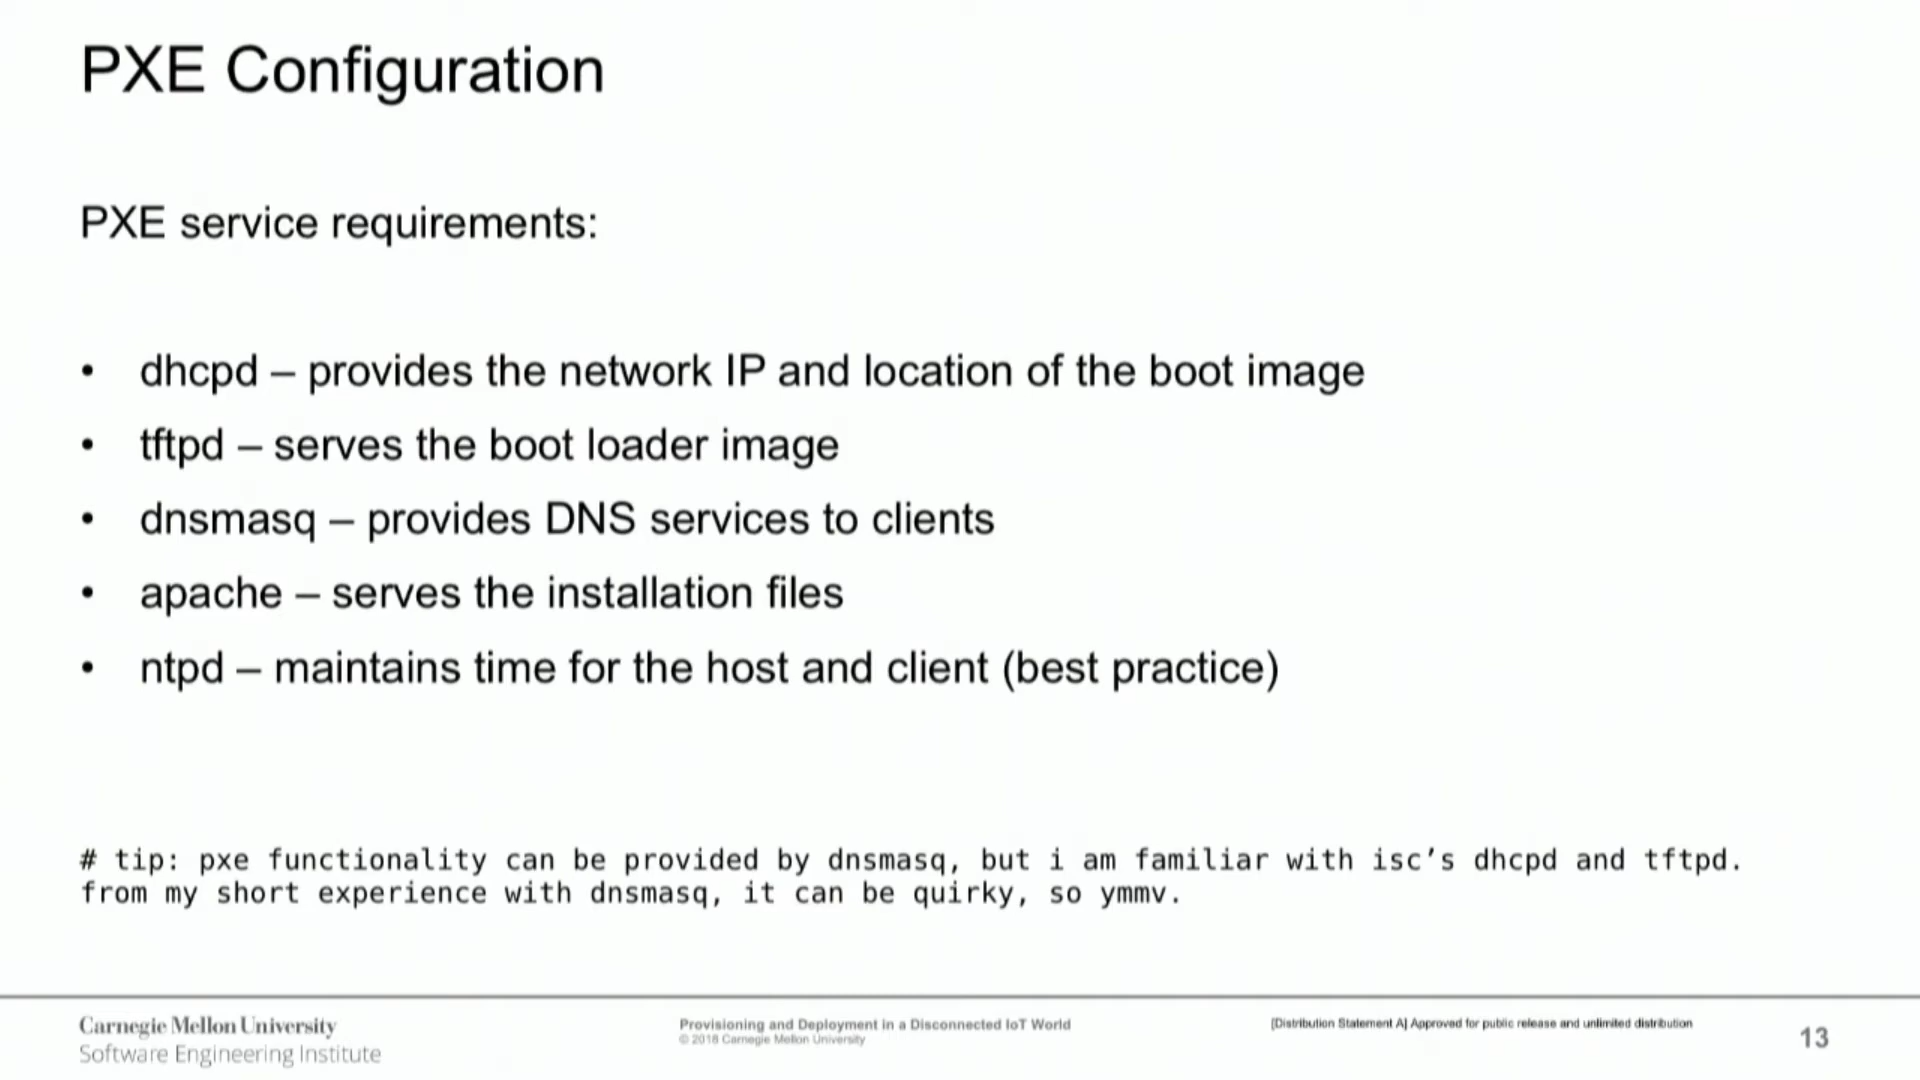 PXE Configuration
PXE service requirements:
• dhcpd – provides the network IP and location of the boot image
• tftpd – serves the boot loader image
• dnsmasq – provides DNS services to clients
• apache – serves the installation files
• ntpd – maintains time for the host and client (best practice)
# tip: pxe functionality can be provided by dnsmasq, but i am familiar with isc’s dhcpd and tftpd.
from my short experience with dnsmasq, it can be quirky, so ymmv.
Carnegie Mellon University
Software Engineering Institute
Provisioning and Deployment in a Disconnected IoT World
© 2018 Carnegie Mellon University
[Distribution Statement A] Approved for public release and unlimited distribution
13